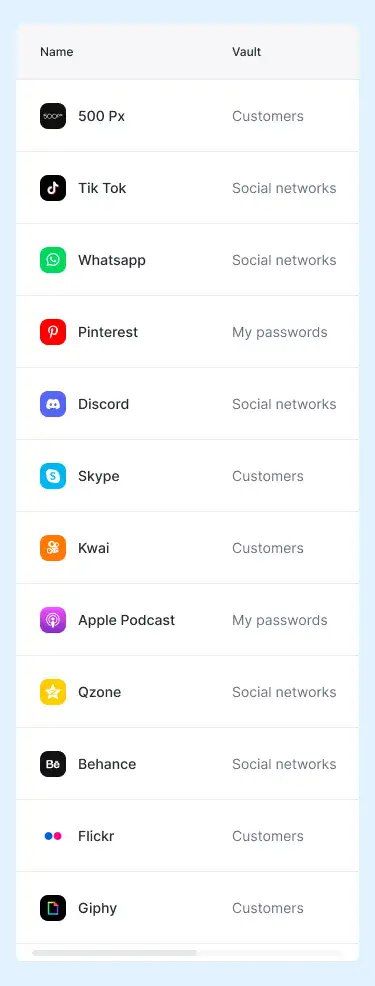 Name Vault
500px 500 Px Customers
Tik Tok Social networks
Whatsapp Social networks
Pinterest My passwords
Discord Social networks
S Skype Customers
Kwai Customers
Apple Podcast My passwords
Qzone Social networks
Bē Behance Social networks
Flickr Customers
Giphy Customers